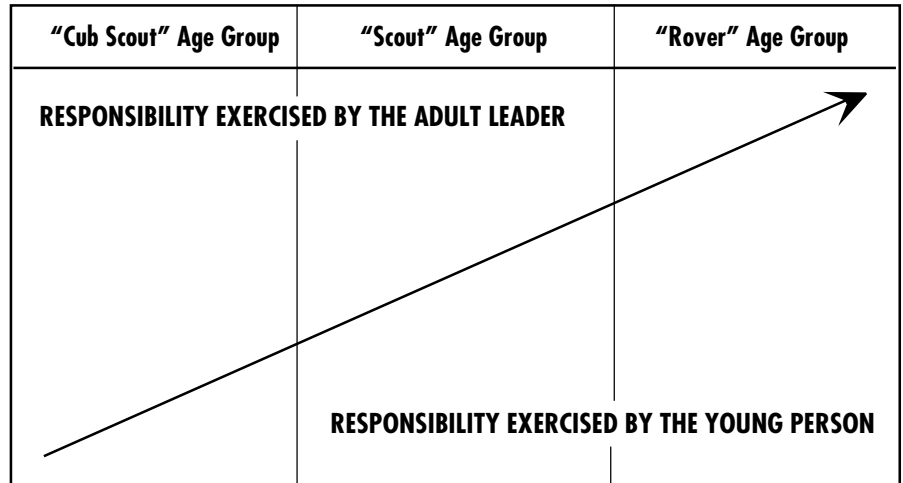 “Cub Scout” Age Group
“Scout” Age Group
“Rover” Age Group
RESPONSIBILITY EXERCISED BY THE ADULT LEADER
RESPONSIBILITY EXERCISED BY THE YOUNG PERSON